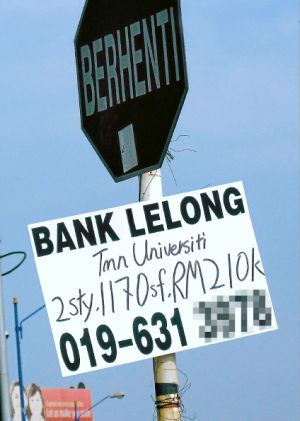 BERHENTI
BANK LELONG
Tmn Universiti
2sty.1170sf.RM210k
019-631